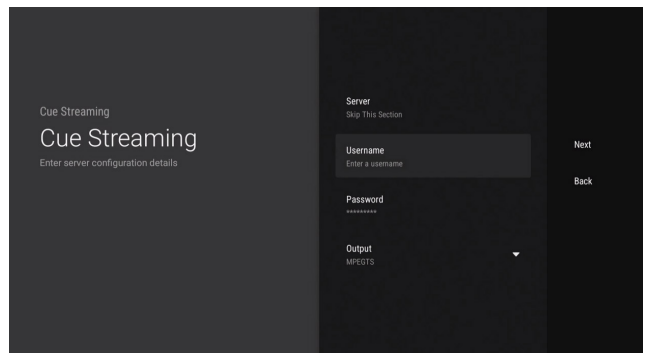 Cue Streaming
Cue Streaming
Enter server configuration details
Server
Skip This Section
Username
Enter a username
Password
*********
Output
MPEGTS
Next
Back